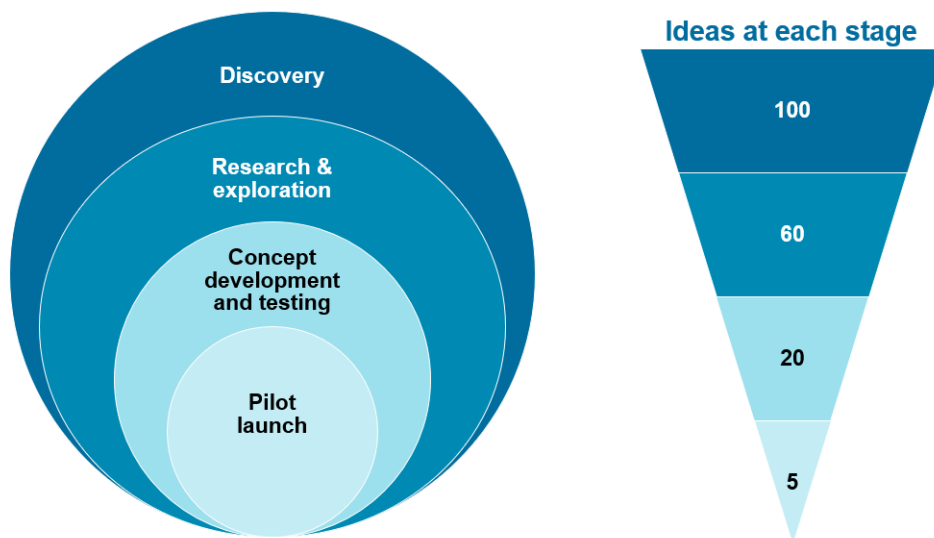 Ideas at each stage
Discovery
Research &
exploration
Concept
development
and testing
Pilot
launch
100
60
20
5